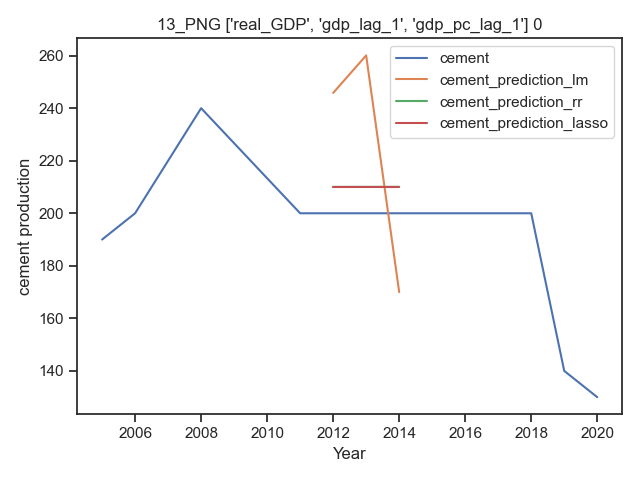 13_PNG ['real_GDP', 'gdp_lag_1', 'gdp_pc_lag_1'] 0
cement
cement_prediction_lm
cement_prediction_rr
cement_prediction_lasso
cement production
260
240
220
200
180
160
140
2006 2008 2010 2012 2014 2016 2018 2020
Year